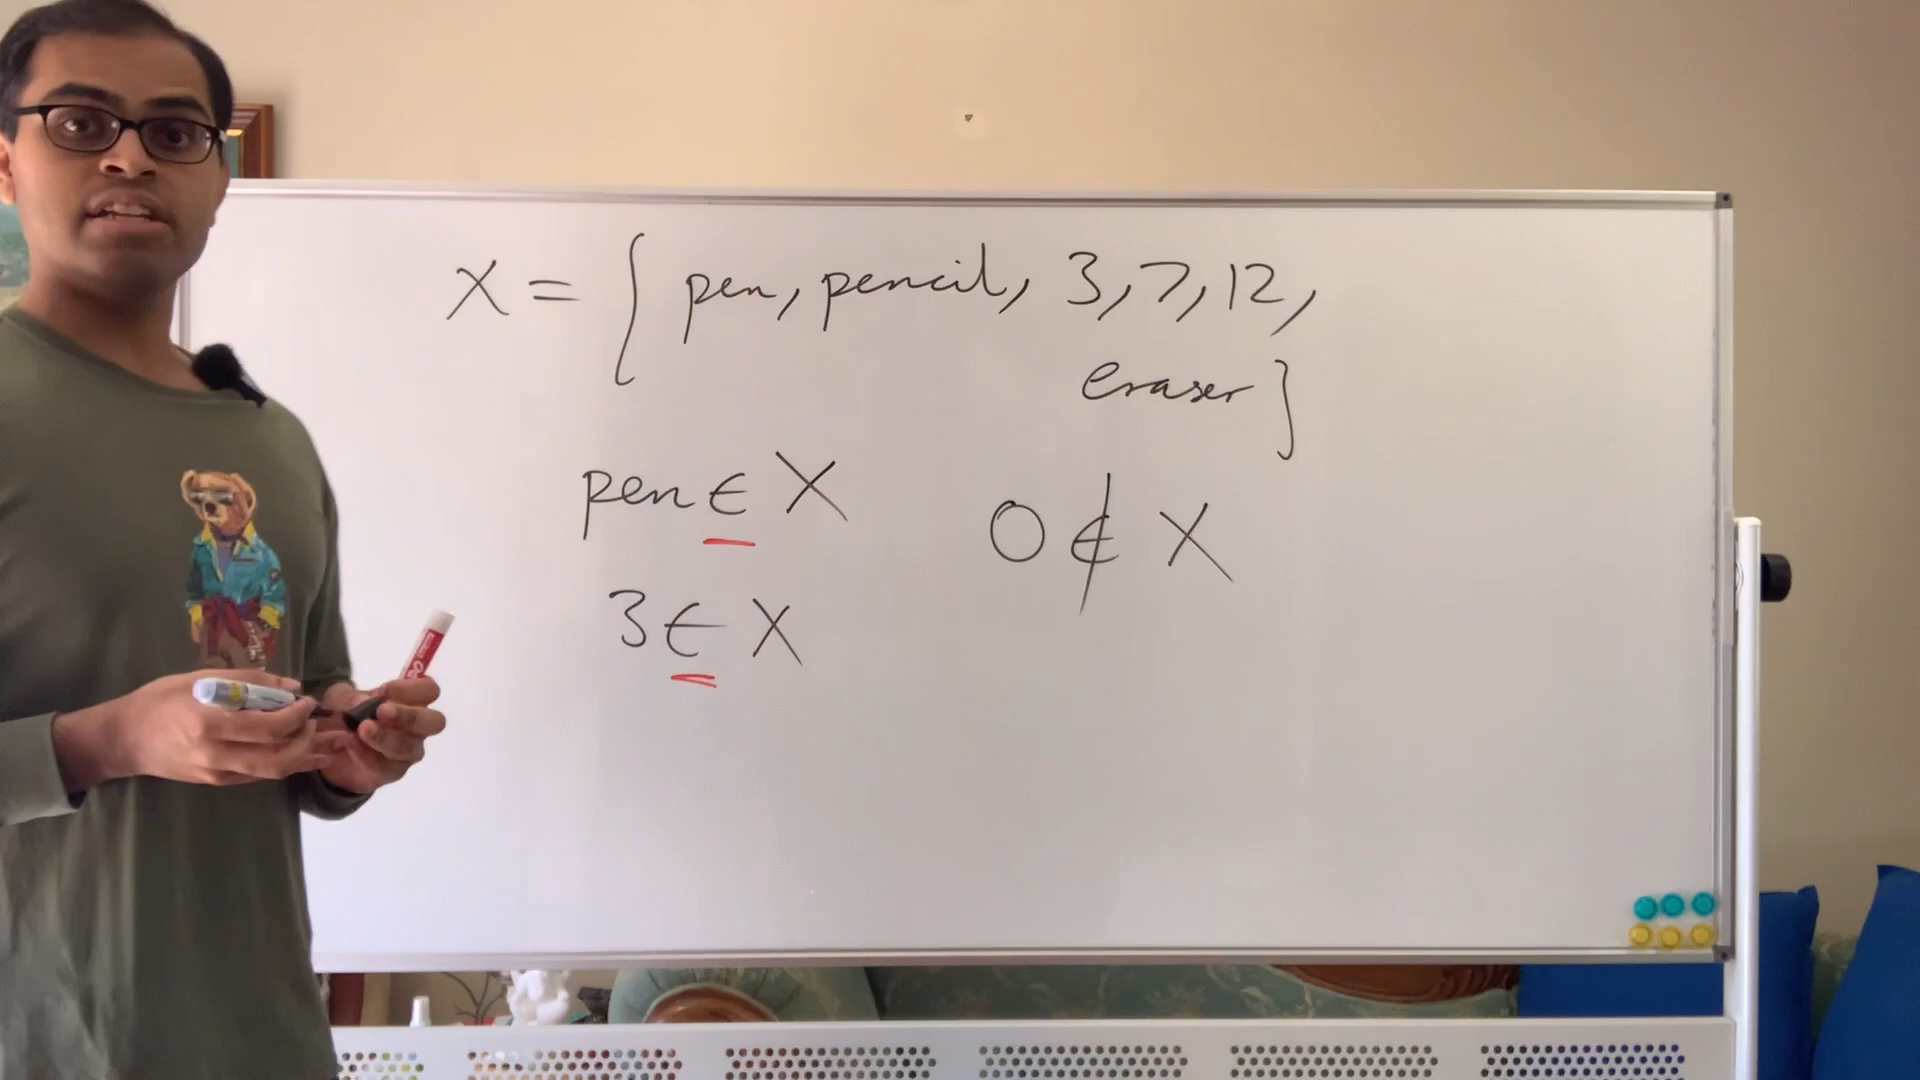 X = { pen, pencil, 3, 7, 12,
eraser }
pen ∈ X
0 ∉ X
3 ∈ X